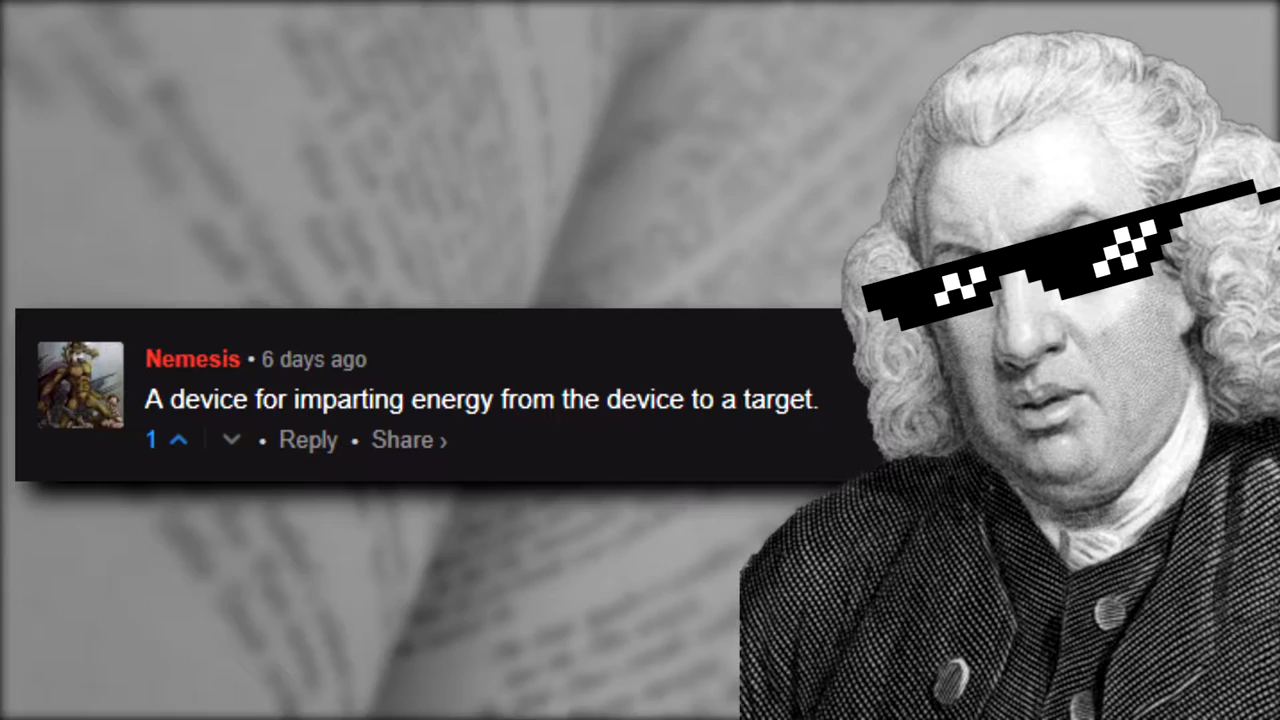 Nemesis • 6 days ago
A device for imparting energy from the device to a target.
1 • Reply • Share ›